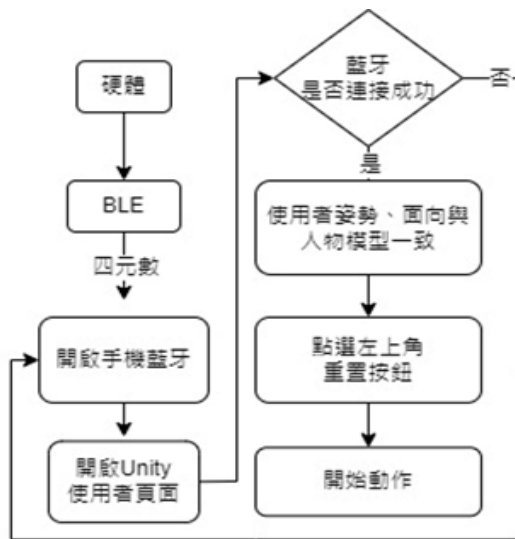 硬體
BLE
四元數
開啟手機藍牙
開啟Unity
使用者頁面
藍牙
是否連接成功
否
是
使用者姿勢、面向與
人物模型一致
點選左上角
重置按鈕
開始動作